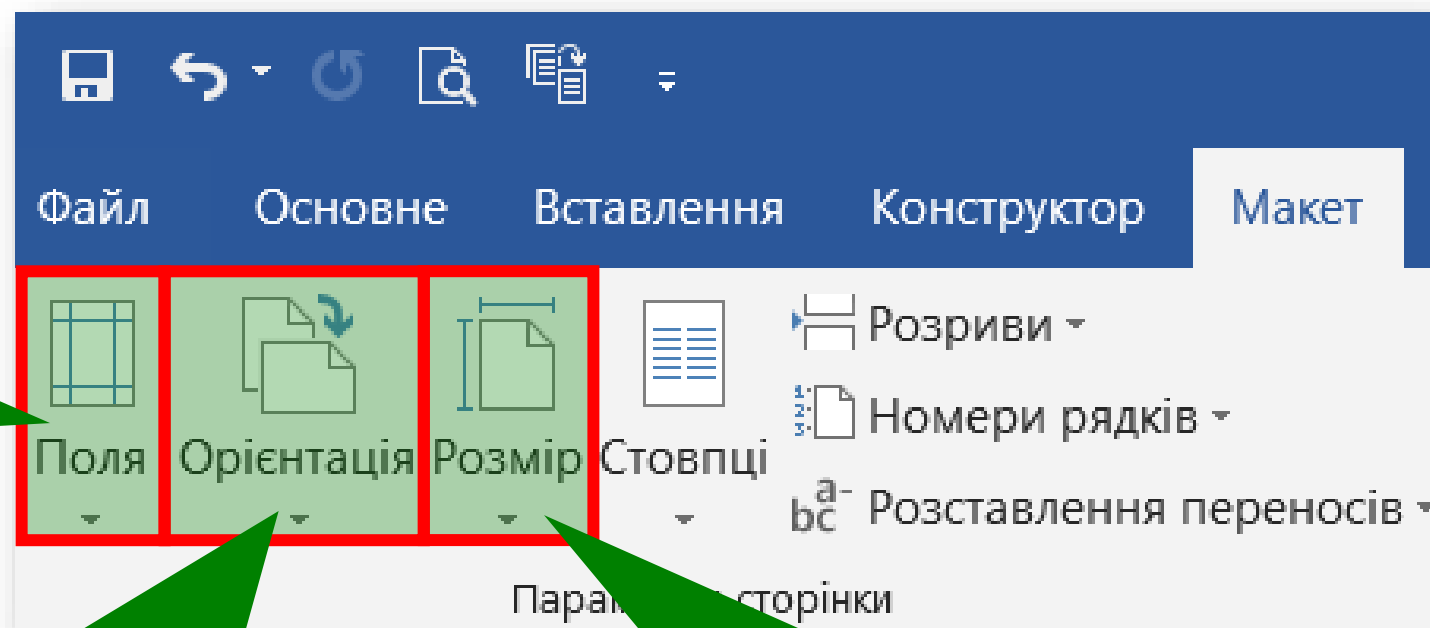 Файл Основне Вставлення Конструктор Макет
Розриви
Номери рядків
Поля Орієнтація Розмір Стовпці
Розставлення переносів
сторінки